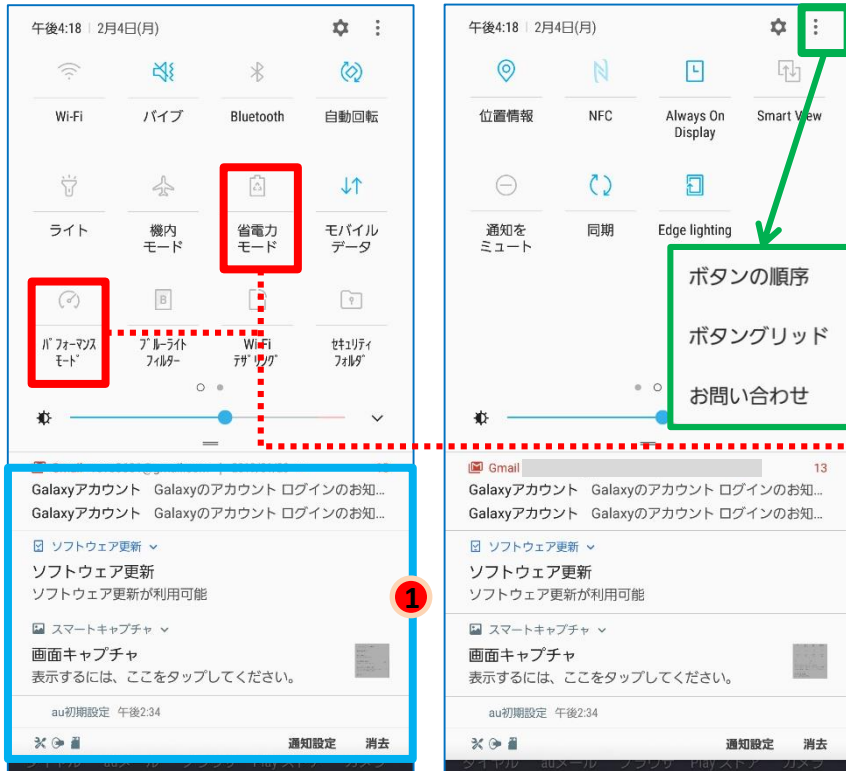 午後4:18 2月4日(月)
Wi-Fi バイブ Bluetooth 自動回転
ライト 機内 省電力 モバイル
モード モード データ
ﾊﾟﾌｫｰﾏﾝｽ ﾌﾞﾙｰﾗｲﾄ Wi-Fi ｾｷｭﾘﾃｨ
ﾓｰﾄﾞ ﾌｨﾙﾀｰ ﾃｻﾞﾘﾝｸﾞ ﾌｫﾙﾀﾞ
Galaxyアカウント Galaxyのアカウント ログインのお知...
Galaxyアカウント Galaxyのアカウント ログインのお知...
ソフトウェア更新
ソフトウェア更新
ソフトウェア更新が利用可能
1
スマートキャプチャ
画面キャプチャ
表示するには、ここをタップしてください。
au初期設定 午後2:34
通知設定 消去
午後4:18 2月4日(月)
位置情報 NFC Always On Smart View
Display
通知を 同期 Edge lighting
ミュート
ボタンの順序
ボタングリッド
お問い合わせ
Gmail 13
Galaxyアカウント Galaxyのアカウント ログインのお知...
Galaxyアカウント Galaxyのアカウント ログインのお知...
ソフトウェア更新
ソフトウェア更新
ソフトウェア更新が利用可能
スマートキャプチャ
画面キャプチャ
表示するには、ここをタップしてください。
au初期設定 午後2:34
通知設定 消去
ダイヤル auメール ブラウザ Play ストア カメラ